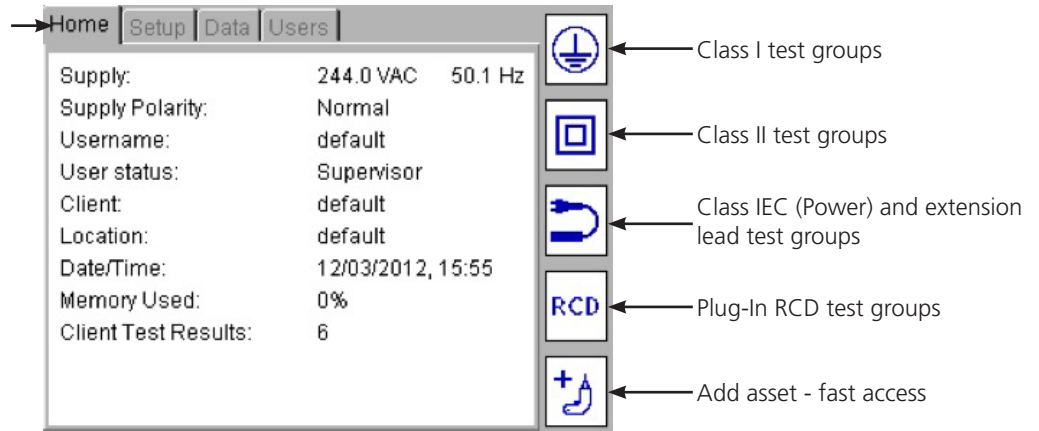 Home Setup Data Users
Supply: 244.0 VAC 50.1 Hz
Supply Polarity: Normal
Username: default
User status: Supervisor
Client: default
Location: default
Date/Time: 12/03/2012, 15:55
Memory Used: 0%
Client Test Results: 6
Class I test groups
Class II test groups
Class IEC (Power) and extension
lead test groups
RCD
Plug-In RCD test groups
Add asset - fast access